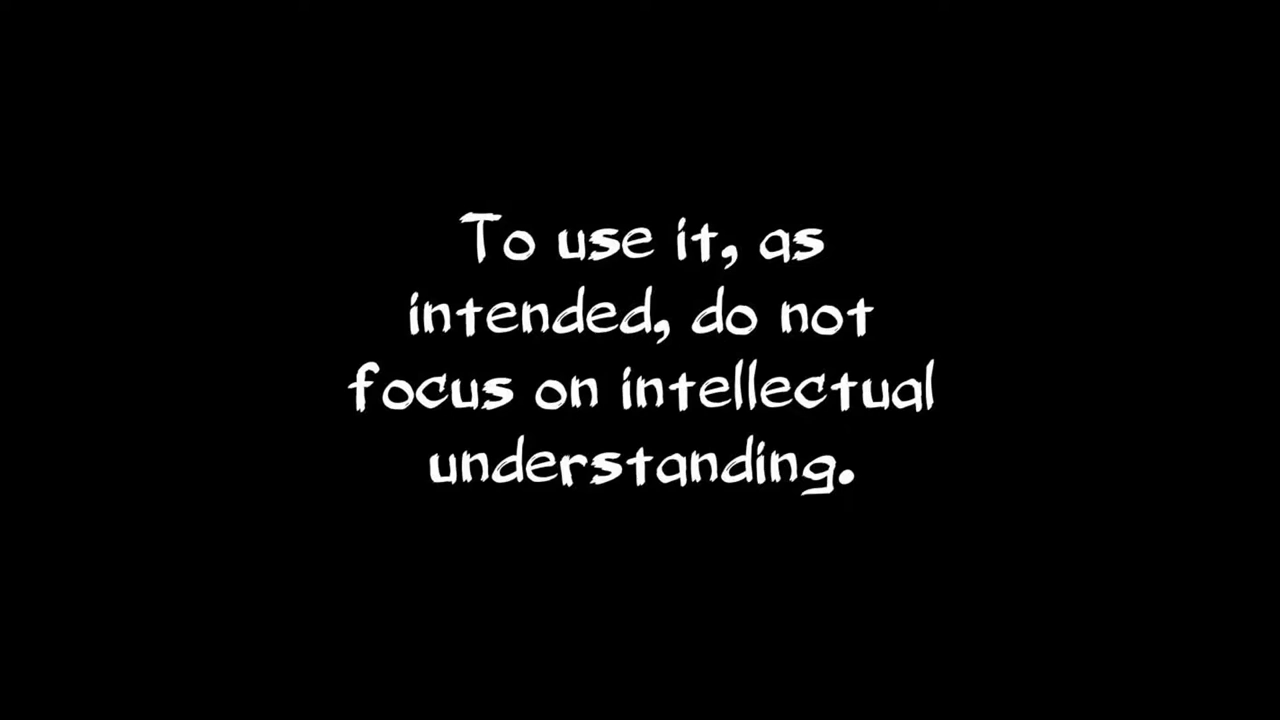 To use it, as
intended, do not
focus on intellectual
understanding.